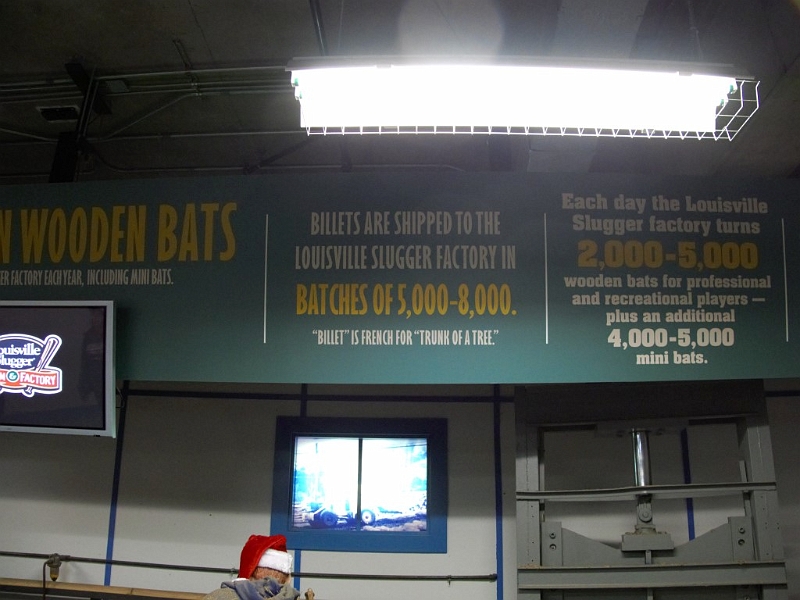 N WOODEN BATS
ER FACTORY EACH YEAR, INCLUDING MINI BATS.
BILLETS ARE SHIPPED TO THE
LOUISVILLE SLUGGER FACTORY IN
BATCHES OF 5,000-8,000.
"BILLET" IS FRENCH FOR "TRUNK OF A TREE."
Each day the Louisville
Slugger factory turns
2,000-5,000
wooden bats for professional
and recreational players —
plus an additional
4,000-5,000
mini bats.
ouisville
Slugger
& FACTORY